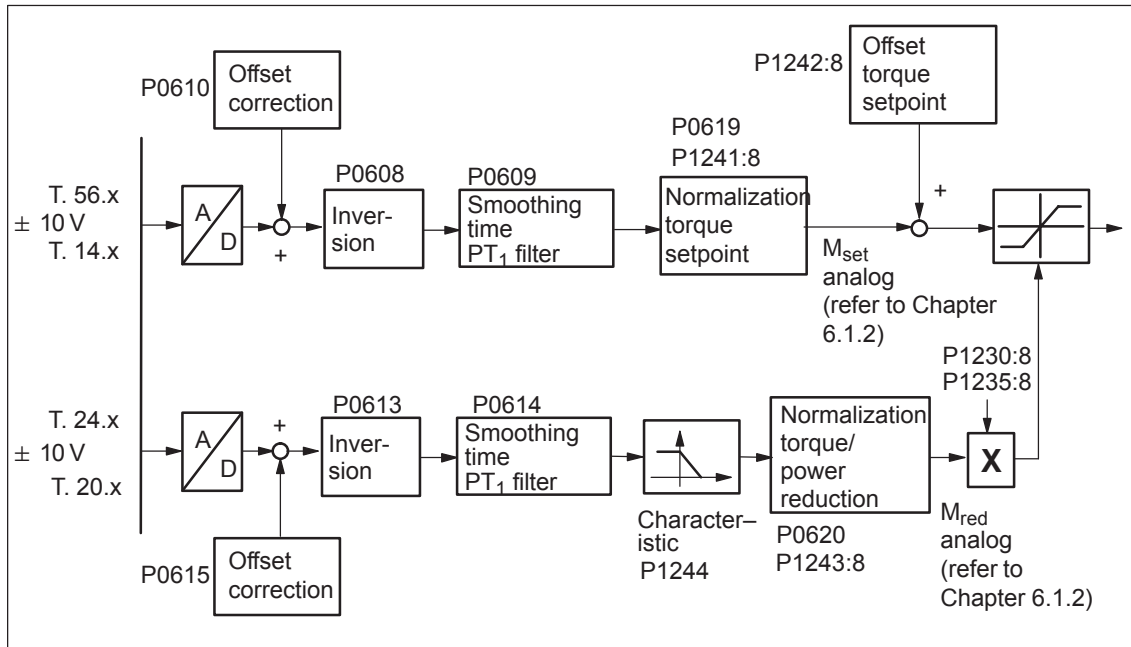 P0610
Offset
correction
P1242:8
Offset
torque
setpoint
T. 56.x
± 10 V
T. 14.x
A
D
+
P0608
Inver-
sion
P0609
Smoothing
time
PT1 filter
P0619
P1241:8
Normalization
torque
setpoint
+
Mset
analog
(refer to Chapter
6.1.2)
P1230:8
P1235:8
T. 24.x
± 10 V
T. 20.x
A
D
+
P0613
Inver-
sion
P0614
Smoothing
time
PT1 filter
Character–
istic
P1244
Normalization
torque/
power
reduction
P0620
P1243:8
X
Mred
analog
(refer to
Chapter 6.1.2)
P0615
Offset
correction